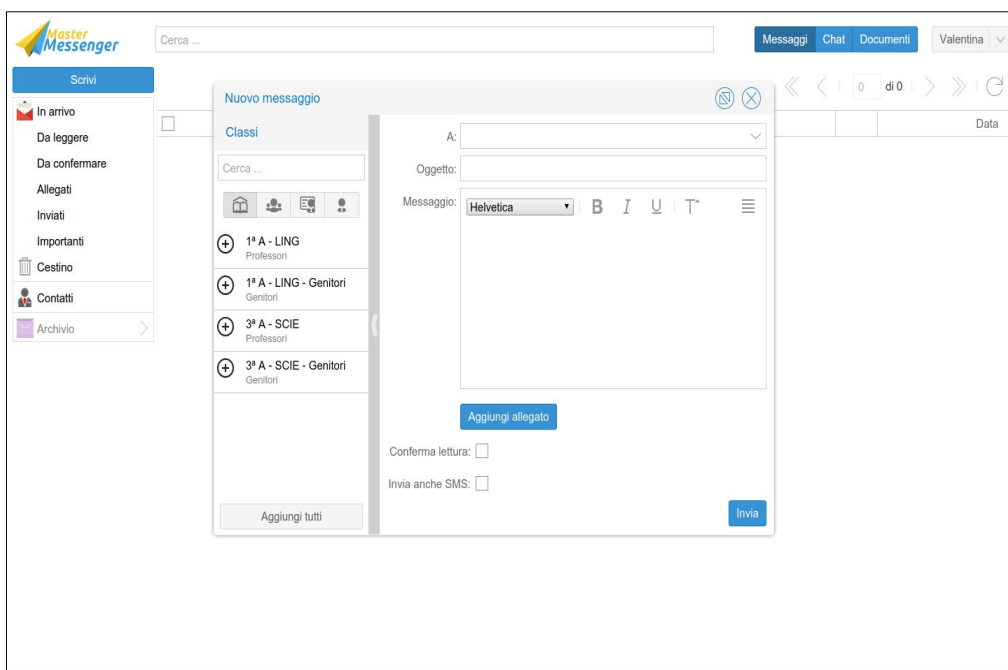 Master
Messenger
Cerca ...
Messaggi Chat Documenti
Valentina
Scrivi
0 di 0
Data
In arrivo
Da leggere
Da confermare
Allegati
Inviati
Importanti
Cestino
Contatti
Archivio
Nuovo messaggio
Classi
Cerca ...
1ª A - LING
Professori
1ª A - LING - Genitori
Genitori
3ª A - SCIE
Professori
3ª A - SCIE - Genitori
Genitori
Aggiungi tutti
A:
Oggetto:
Messaggio: Helvetica B I U T
Aggiungi allegato
Conferma lettura:
Invia anche SMS:
Invia